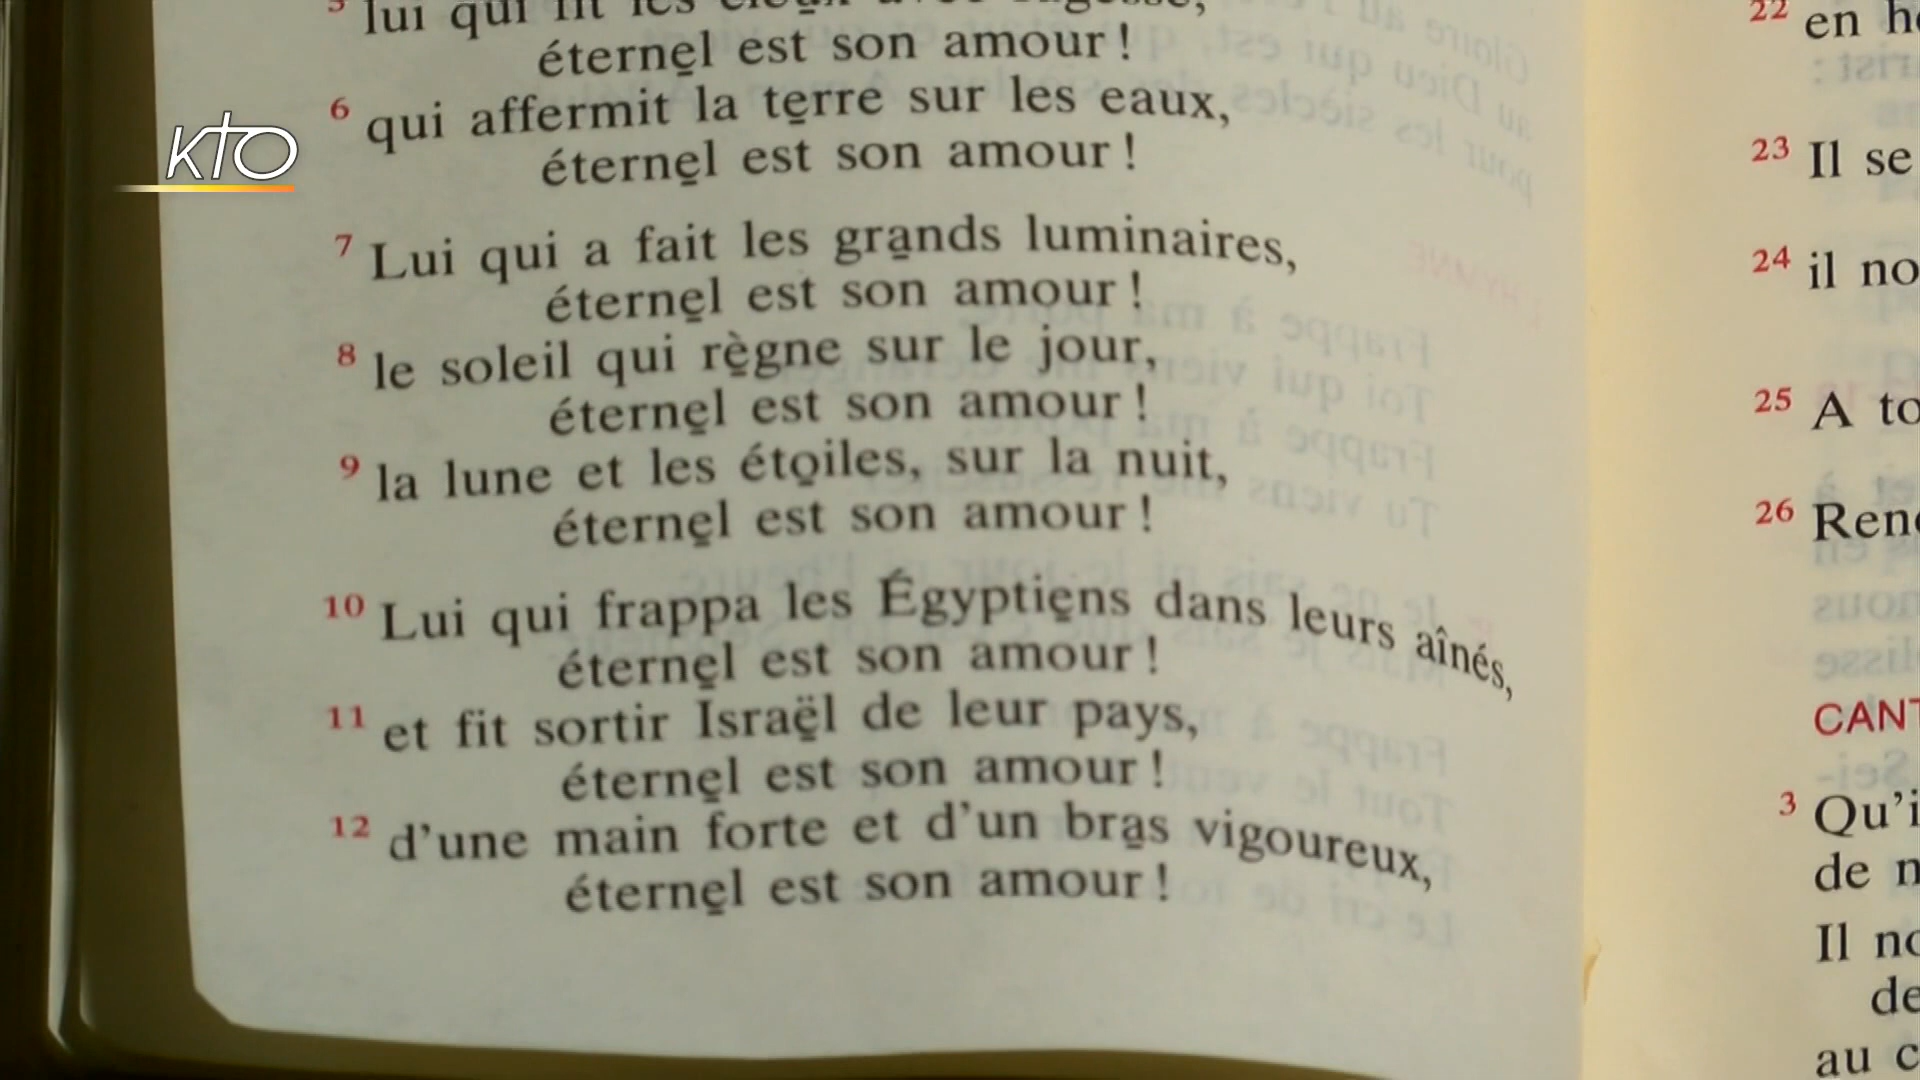 KTO
5 lui qui fit les cieux avec sagesse,
éternel est son amour !
6 qui affermit la terre sur les eaux,
éternel est son amour !
7 Lui qui a fait les grands luminaires,
éternel est son amour !
8 le soleil qui règne sur le jour,
éternel est son amour !
9 la lune et les étoiles, sur la nuit,
éternel est son amour !
10 Lui qui frappa les Égyptiens dans leurs aînés,
éternel est son amour !
11 et fit sortir Israël de leur pays,
éternel est son amour !
12 d'une main forte et d'un bras vigoureux,
éternel est son amour !
22 en
23 Il se
24 il
25 A
26
3 Qu'i
de
Il
de
au